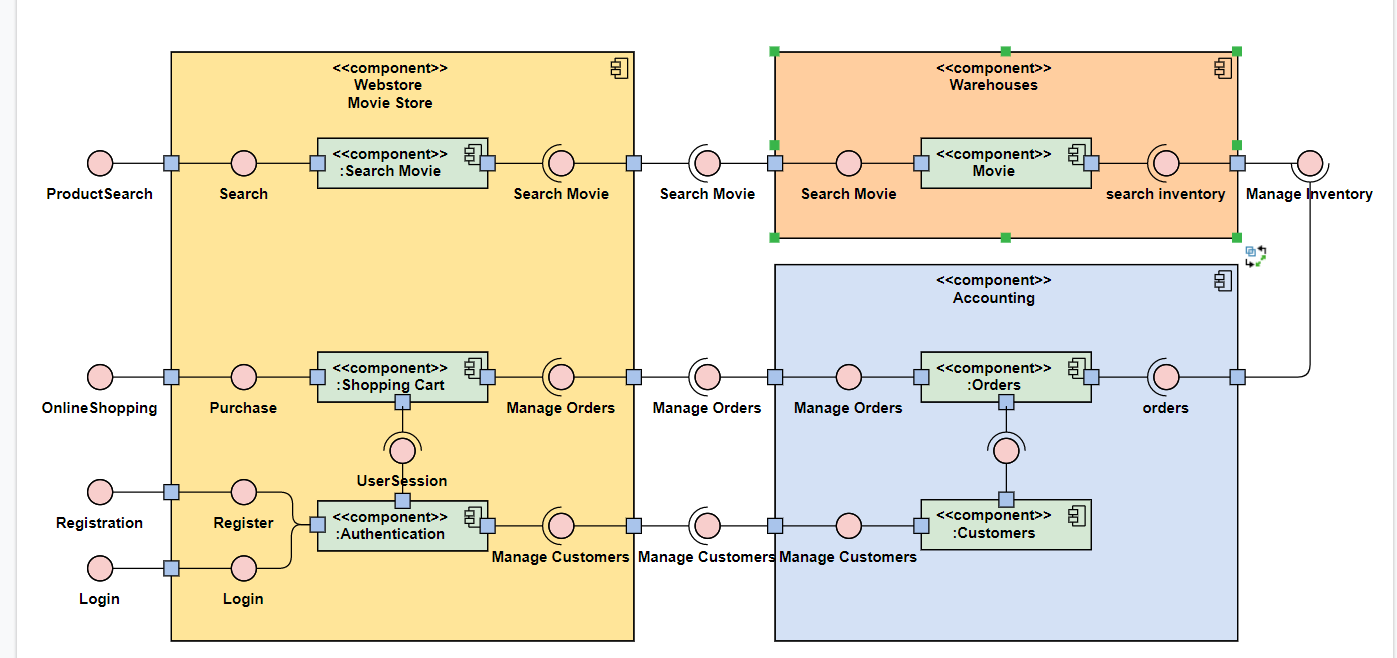 <<component>>
Webstore
Movie Store
<<component>>
Warehouses
<<component>>
:Search Movie
<<component>>
Movie
ProductSearch
Search
Search Movie
Search Movie
Search Movie
search inventory
Manage Inventory
<<component>>
Accounting
<<component>>
:Shopping Cart
<<component>>
:Orders
OnlineShopping
Purchase
Manage Orders
Manage Orders
Manage Orders
orders
UserSession
<<component>>
:Authentication
<<component>>
:Customers
Registration
Register
Manage Customers
Manage Customers
Manage Customers
Login
Login